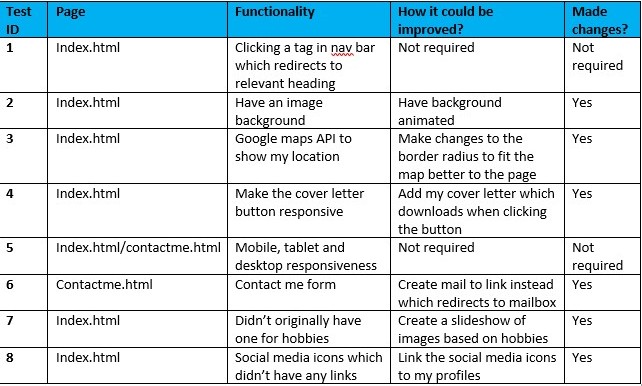 Test ID Page Functionality How it could be improved? Made changes?
1 Index.html Clicking a tag in nav bar which redirects to relevant heading Not required Not required
2 Index.html Have an image background Have background animated Yes
3 Index.html Google maps API to show my location Make changes to the border radius to fit the map better to the page Yes
4 Index.html Make the cover letter button responsive Add my cover letter which downloads when clicking the button Yes
5 Index.html/contactme.html Mobile, tablet and desktop responsiveness Not required Not required
6 Contactme.html Contact me form Create mail to link instead which redirects to mailbox Yes
7 Index.html Didn’t originally have one for hobbies Create a slideshow of images based on hobbies Yes
8 Index.html Social media icons which didn’t have any links Link the social media icons to my profiles Yes